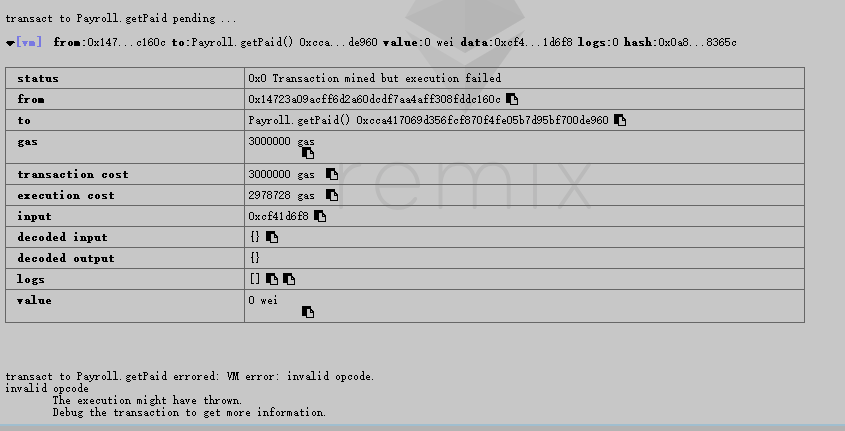 transact to Payroll.getPaid pending ...
[vm] from:0x147...c160c to:Payroll.getPaid() 0xcca...de960 value:0 wei data:0xcf4...1d6f8 logs:0 hash:0x0a8...8365c
status 0x0 Transaction mined but execution failed
from 0x14723a09acff6d2a60dcdf7aa4aff308fddc160c
to Payroll.getPaid() 0xcca417069d356fcf870f4fe05b7d95bf700de960
gas 3000000 gas
transaction cost 3000000 gas
execution cost 2978728 gas
remix
input 0xcf41d6f8
decoded input {}
decoded output {}
logs []
value 0 wei
transact to Payroll.getPaid errored: VM error: invalid opcode.
invalid opcode
The execution might have thrown.
Debug the transaction to get more information.